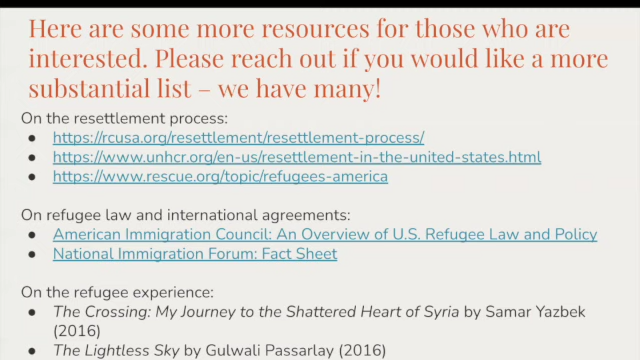 Here are some more resources for those who are
interested. Please reach out if you would like a more
substantial list – we have many!
On the resettlement process:
● https://rcusa.org/resettlement/resettlement-process/
● https://www.unhcr.org/en-us/resettlement-in-the-united-states.html
● https://www.rescue.org/topic/refugees-america
On refugee law and international agreements:
● American Immigration Council: An Overview of U.S. Refugee Law and Policy
● National Immigration Forum: Fact Sheet
On the refugee experience:
● The Crossing: My Journey to the Shattered Heart of Syria by Samar Yazbek
(2016)
● The Lightless Sky by Gulwali Passarlay (2016)